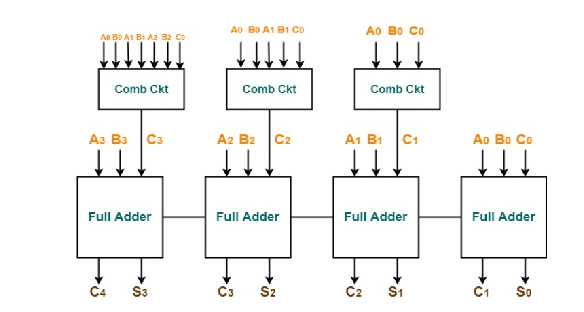 A0 B0 A1 B1 A2 B2 C0
A0 B0 A1 B1 C0
A0 B0 C0
Comb Ckt
Comb Ckt
Comb Ckt
A3 B3 C3
A2 B2 C2
A1 B1 C1
A0 B0 C0
Full Adder
Full Adder
Full Adder
Full Adder
C4 S3
C3 S2
C2 S1
C1 S0